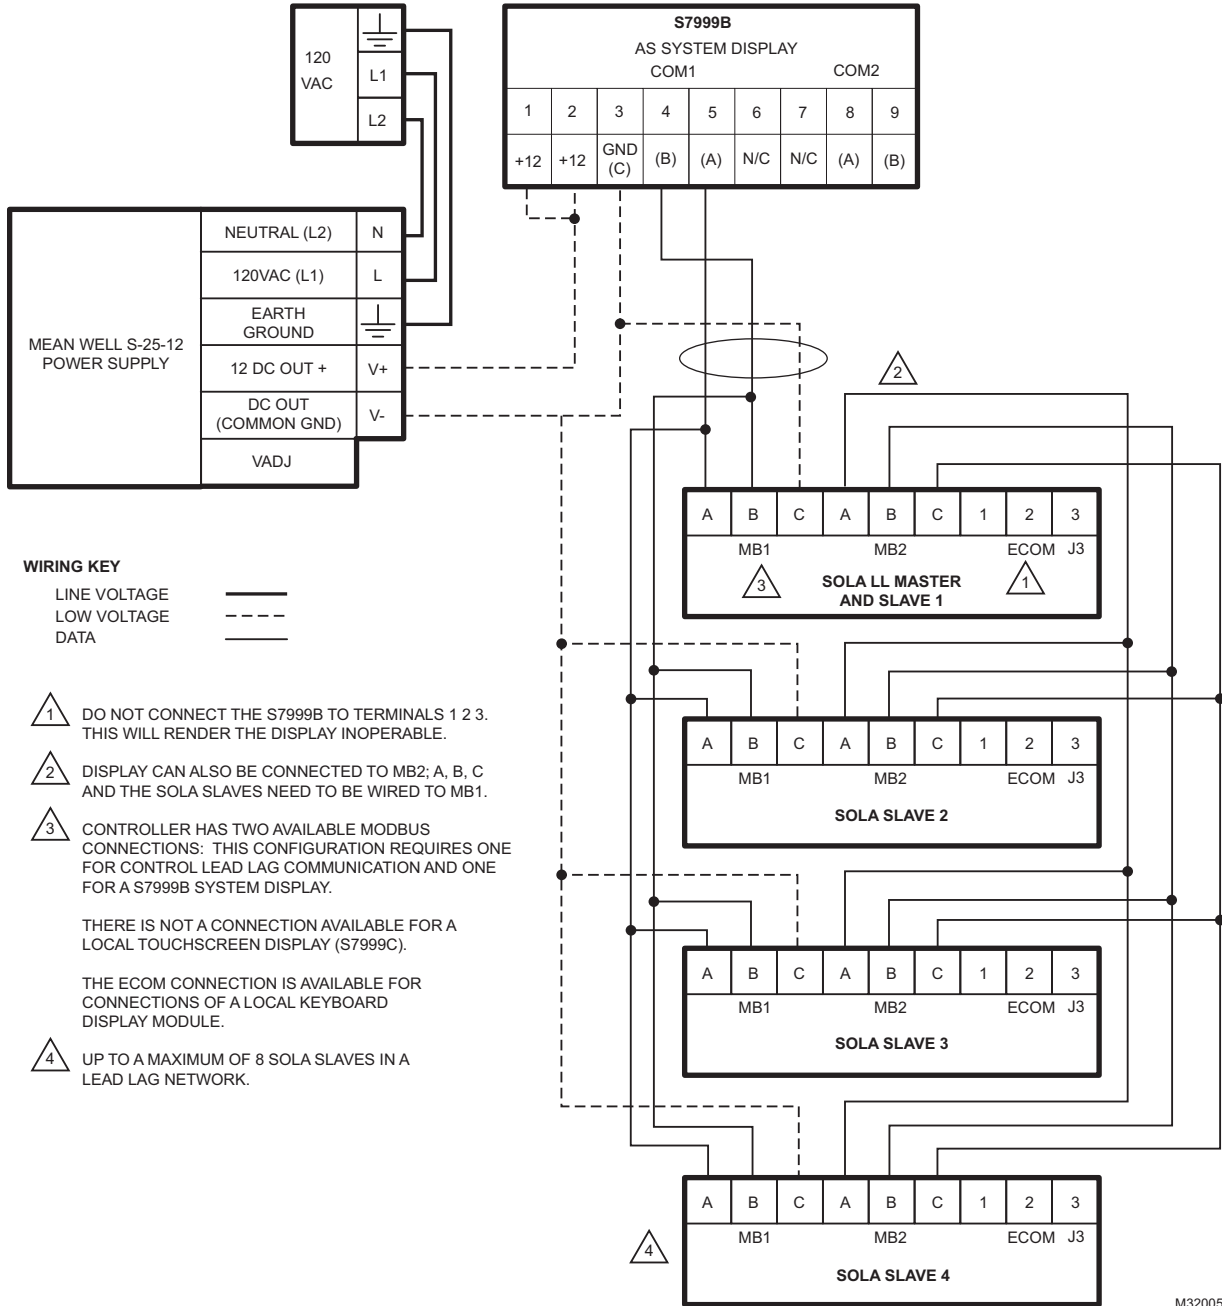 120
VAC
L1
L2
S7999B
AS SYSTEM DISPLAY
COM1 COM2
1 2 3 4 5 6 7 8 9
+12 +12 GND (C) (B) (A) N/C N/C (A) (B)
MEAN WELL S-25-12
POWER SUPPLY
NEUTRAL (L2) N
120VAC (L1) L
EARTH
GROUND
12 DC OUT + V+
DC OUT
(COMMON GND) V-
VADJ
2
A B C A B C 1 2 3
MB1 MB2 ECOM J3
3 1
SOLA LL MASTER
AND SLAVE 1
WIRING KEY
LINE VOLTAGE
LOW VOLTAGE
DATA
1 DO NOT CONNECT THE S7999B TO TERMINALS 1 2 3.
THIS WILL RENDER THE DISPLAY INOPERABLE.
2 DISPLAY CAN ALSO BE CONNECTED TO MB2; A, B, C
AND THE SOLA SLAVES NEED TO BE WIRED TO MB1.
3 CONTROLLER HAS TWO AVAILABLE MODBUS
CONNECTIONS: THIS CONFIGURATION REQUIRES ONE
FOR CONTROL LEAD LAG COMMUNICATION AND ONE
FOR A S7999B SYSTEM DISPLAY.
THERE IS NOT A CONNECTION AVAILABLE FOR A
LOCAL TOUCHSCREEN DISPLAY (S7999C).
THE ECOM CONNECTION IS AVAILABLE FOR
CONNECTIONS OF A LOCAL KEYBOARD
DISPLAY MODULE.
4 UP TO A MAXIMUM OF 8 SOLA SLAVES IN A
LEAD LAG NETWORK.
A B C A B C 1 2 3
MB1 MB2 ECOM J3
SOLA SLAVE 2
A B C A B C 1 2 3
MB1 MB2 ECOM J3
SOLA SLAVE 3
A B C A B C 1 2 3
MB1 MB2 ECOM J3
4
SOLA SLAVE 4
M32005